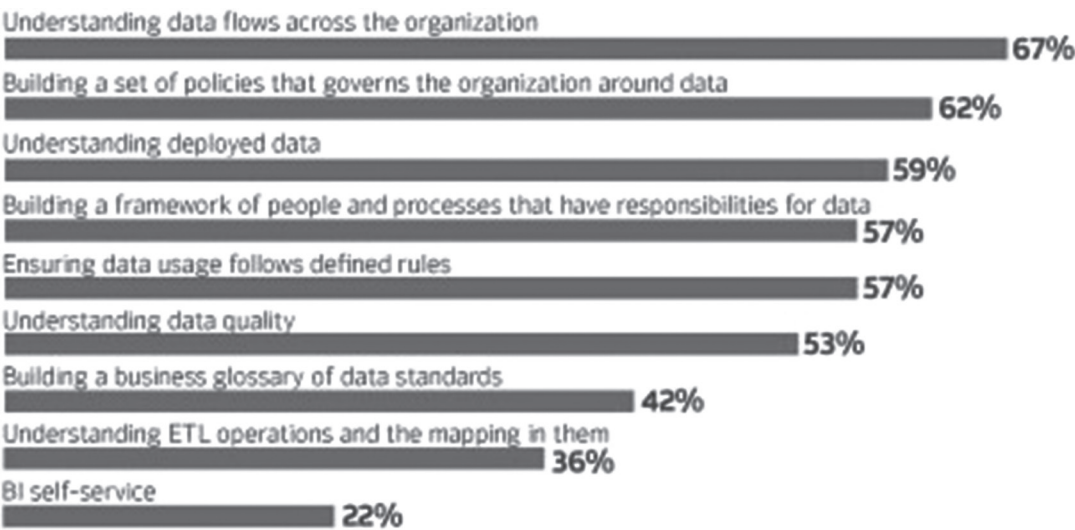 Understanding data flows across the organization
67%
Building a set of policies that governs the organization around data
62%
Understanding deployed data
59%
Building a framework of people and processes that have responsibilities for data
57%
Ensuring data usage follows defined rules
57%
Understanding data quality
53%
Building a business glossary of data standards
42%
Understanding ETL operations and the mapping in them
36%
BI self-service
22%